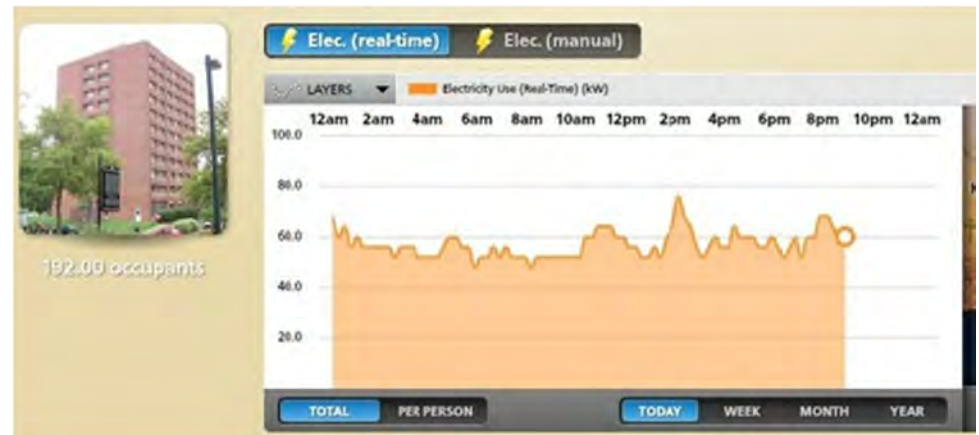 Elec. (real-time) Elec. (manual)
LAYERS Electricity Use (Real-Time) (kW)
12am 2am 4am 6am 8am 10am 12pm 2pm 4pm 6pm 8pm 10pm 12am
100.0
80.0
60.0
40.0
20.0
192.00 occupants
TOTAL PER PERSON TODAY WEEK MONTH YEAR